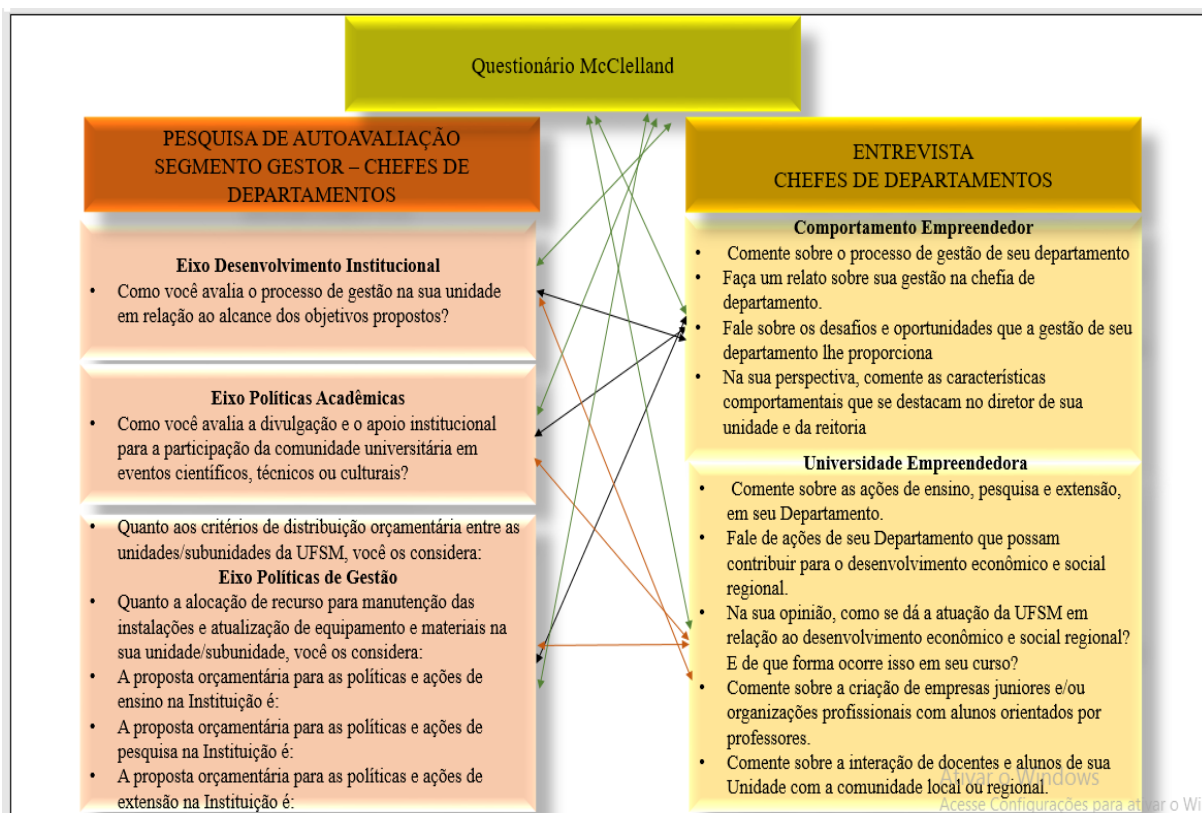 Questionário McClelland
PESQUISA DE AUTOAVALIAÇÃO
SEGMENTO GESTOR – CHEFES DE
DEPARTAMENTOS
Eixo Desenvolvimento Institucional
• Como você avalia o processo de gestão na sua unidade
em relação ao alcance dos objetivos propostos?
Eixo Políticas Acadêmicas
• Como você avalia a divulgação e o apoio institucional
para a participação da comunidade universitária em
eventos científicos, técnicos ou culturais?
• Quanto aos critérios de distribuição orçamentária entre as
unidades/subunidades da UFSM, você os considera:
Eixo Políticas de Gestão
• Quanto a alocação de recurso para manutenção das
instalações e atualização de equipamento e materiais na
sua unidade/subunidade, você os considera:
• A proposta orçamentária para as políticas e ações de
ensino na Instituição é:
• A proposta orçamentária para as políticas e ações de
pesquisa na Instituição é:
• A proposta orçamentária para as políticas e ações de
extensão na Instituição é:
ENTREVISTA
CHEFES DE DEPARTAMENTOS
Comportamento Empreendedor
• Comente sobre o processo de gestão de seu departamento
• Faça um relato sobre sua gestão na chefia de
departamento.
• Fale sobre os desafios e oportunidades que a gestão de seu
departamento lhe proporciona
• Na sua perspectiva, comente as características
comportamentais que se destacam no diretor de sua
unidade e da reitoria
Universidade Empreendedora
• Comente sobre as ações de ensino, pesquisa e extensão,
em seu Departamento.
• Fale de ações de seu Departamento que possam
contribuir para o desenvolvimento econômico e social
regional.
• Na sua opinião, como se dá a atuação da UFSM em
relação ao desenvolvimento econômico e social regional?
E de que forma ocorre isso em seu curso?
• Comente sobre a criação de empresas juniores e/ou
organizações profissionais com alunos orientados por
professores.
• Comente sobre a interação de docentes e alunos de sua
Unidade com a comunidade local ou regional.
Ativar o Windows
Acesse Configurações para ativar o Wi